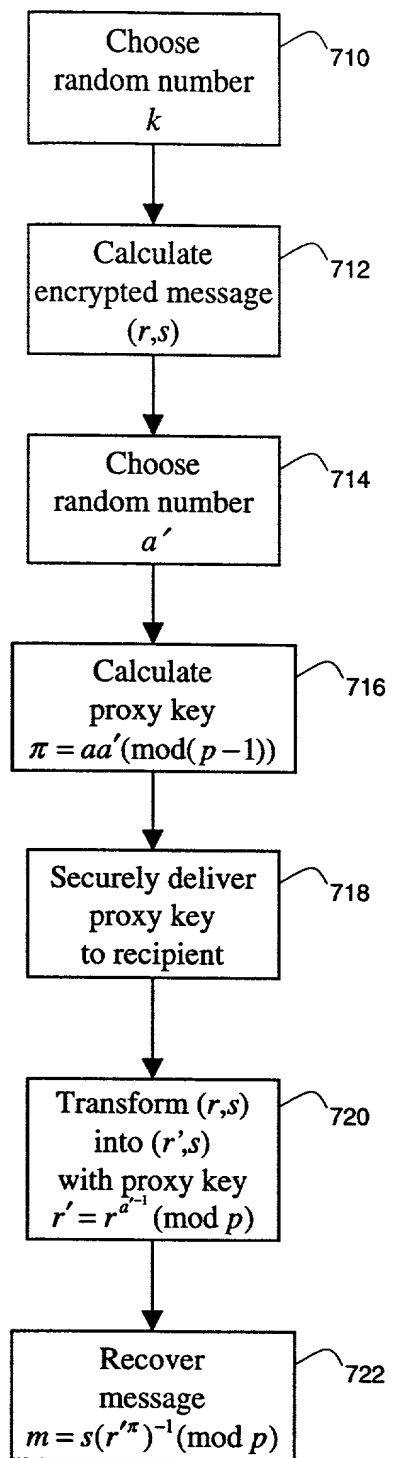 Choose
random number
k
710
Calculate
encrypted message
(r,s)
712
Choose
random number
a′
714
Calculate
proxy key
π = aa′(mod(p−1))
716
Securely deliver
proxy key
to recipient
718
Transform (r,s)
into (r',s)
with proxy key
r′ = r^{a′^{-1}} (mod p)
720
Recover
message
m = s(r′^π)^{-1} (mod p)
722